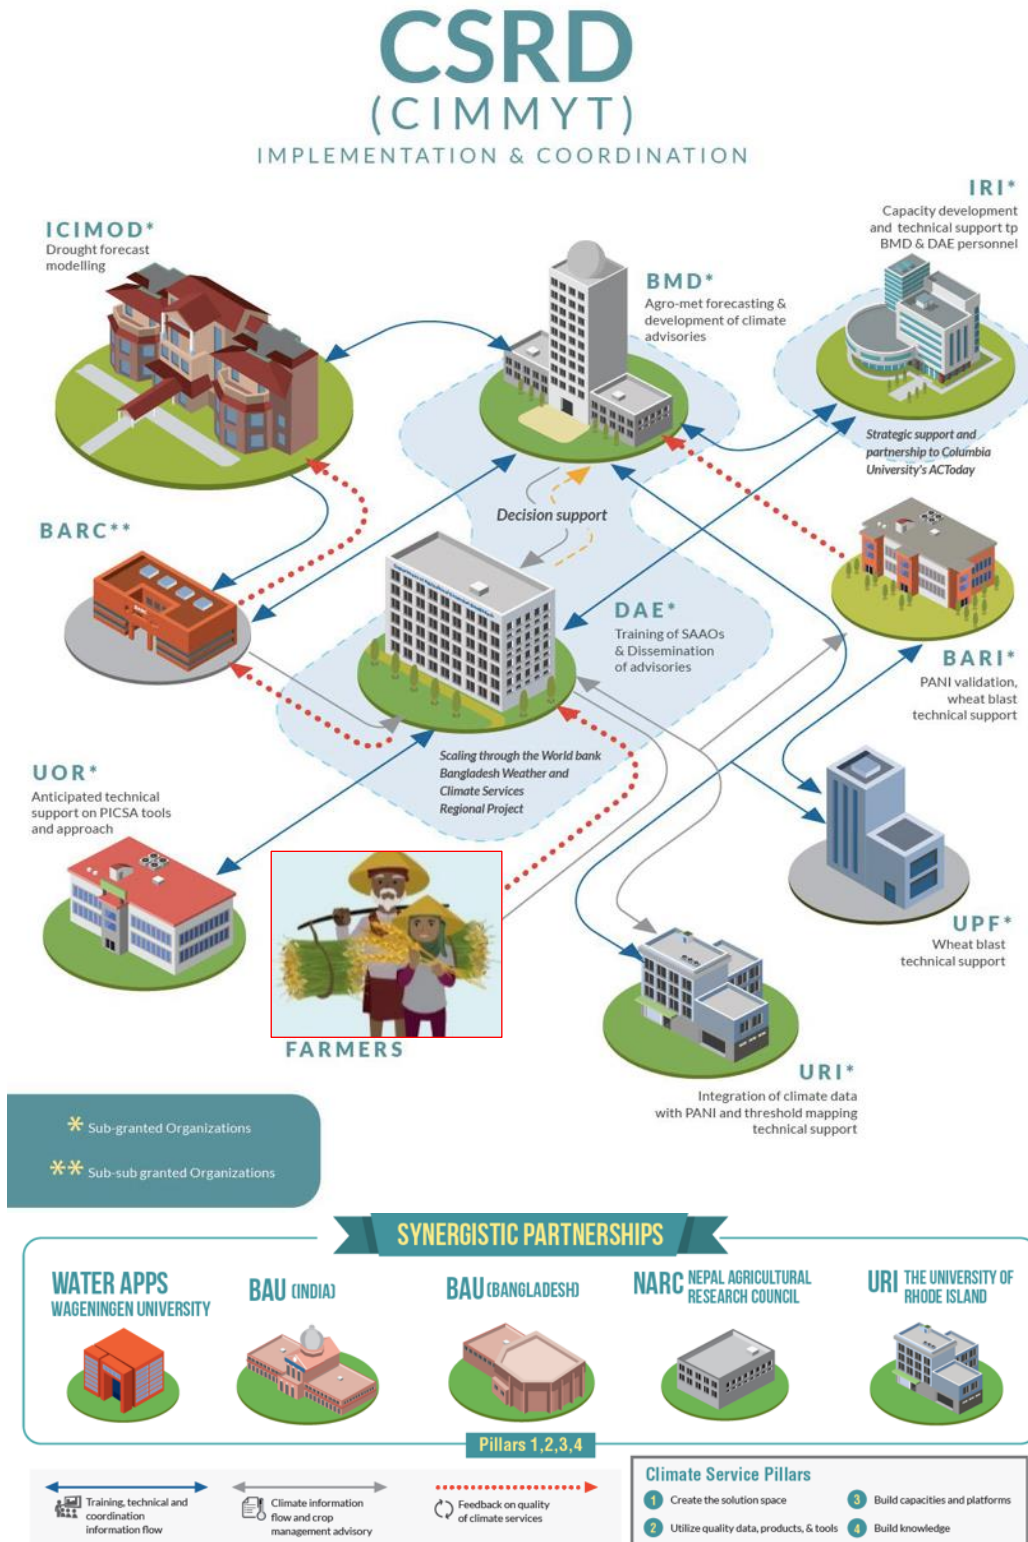 CSRD
(CIMMYT)
IMPLEMENTATION & COORDINATION
IRI*
Capacity development
and technical support tp
BMD & DAE personnel
ICIMOD*
Drought forecast
modelling
BMD*
Agro-met forecasting &
development of climate
advisories
Strategic support and
partnership to Columbia
University's ACToday
Decision support
BARC**
BARC
DAE*
Training of SAAOs
& Dissemination
of advisories
BARI*
PANI validation,
wheat blast
technical support
Scaling through the World bank
Bangladesh Weather and
Climate Services
Regional Project
UOR*
Anticipated technical
support on PICSA tools
and approach
UPF*
Wheat blast
technical support
FARMERS
URI*
Integration of climate data
with PANI and threshold mapping
technical support
* Sub-granted Organizations
** Sub-sub granted Organizations
SYNERGISTIC PARTNERSHIPS
WATER APPS
WAGENINGEN UNIVERSITY
BAU (INDIA)
BAU (BANGLADESH)
NARC NEPAL AGRICULTURAL
RESEARCH COUNCIL
URI THE UNIVERSITY OF
RHODE ISLAND
Pillars 1,2,3,4
Training, technical and
coordination
information flow
Climate information
flow and crop
management advisory
Feedback on quality
of climate services
Climate Service Pillars
1 Create the solution space
2 Utilize quality data, products, & tools
3 Build capacities and platforms
4 Build knowledge